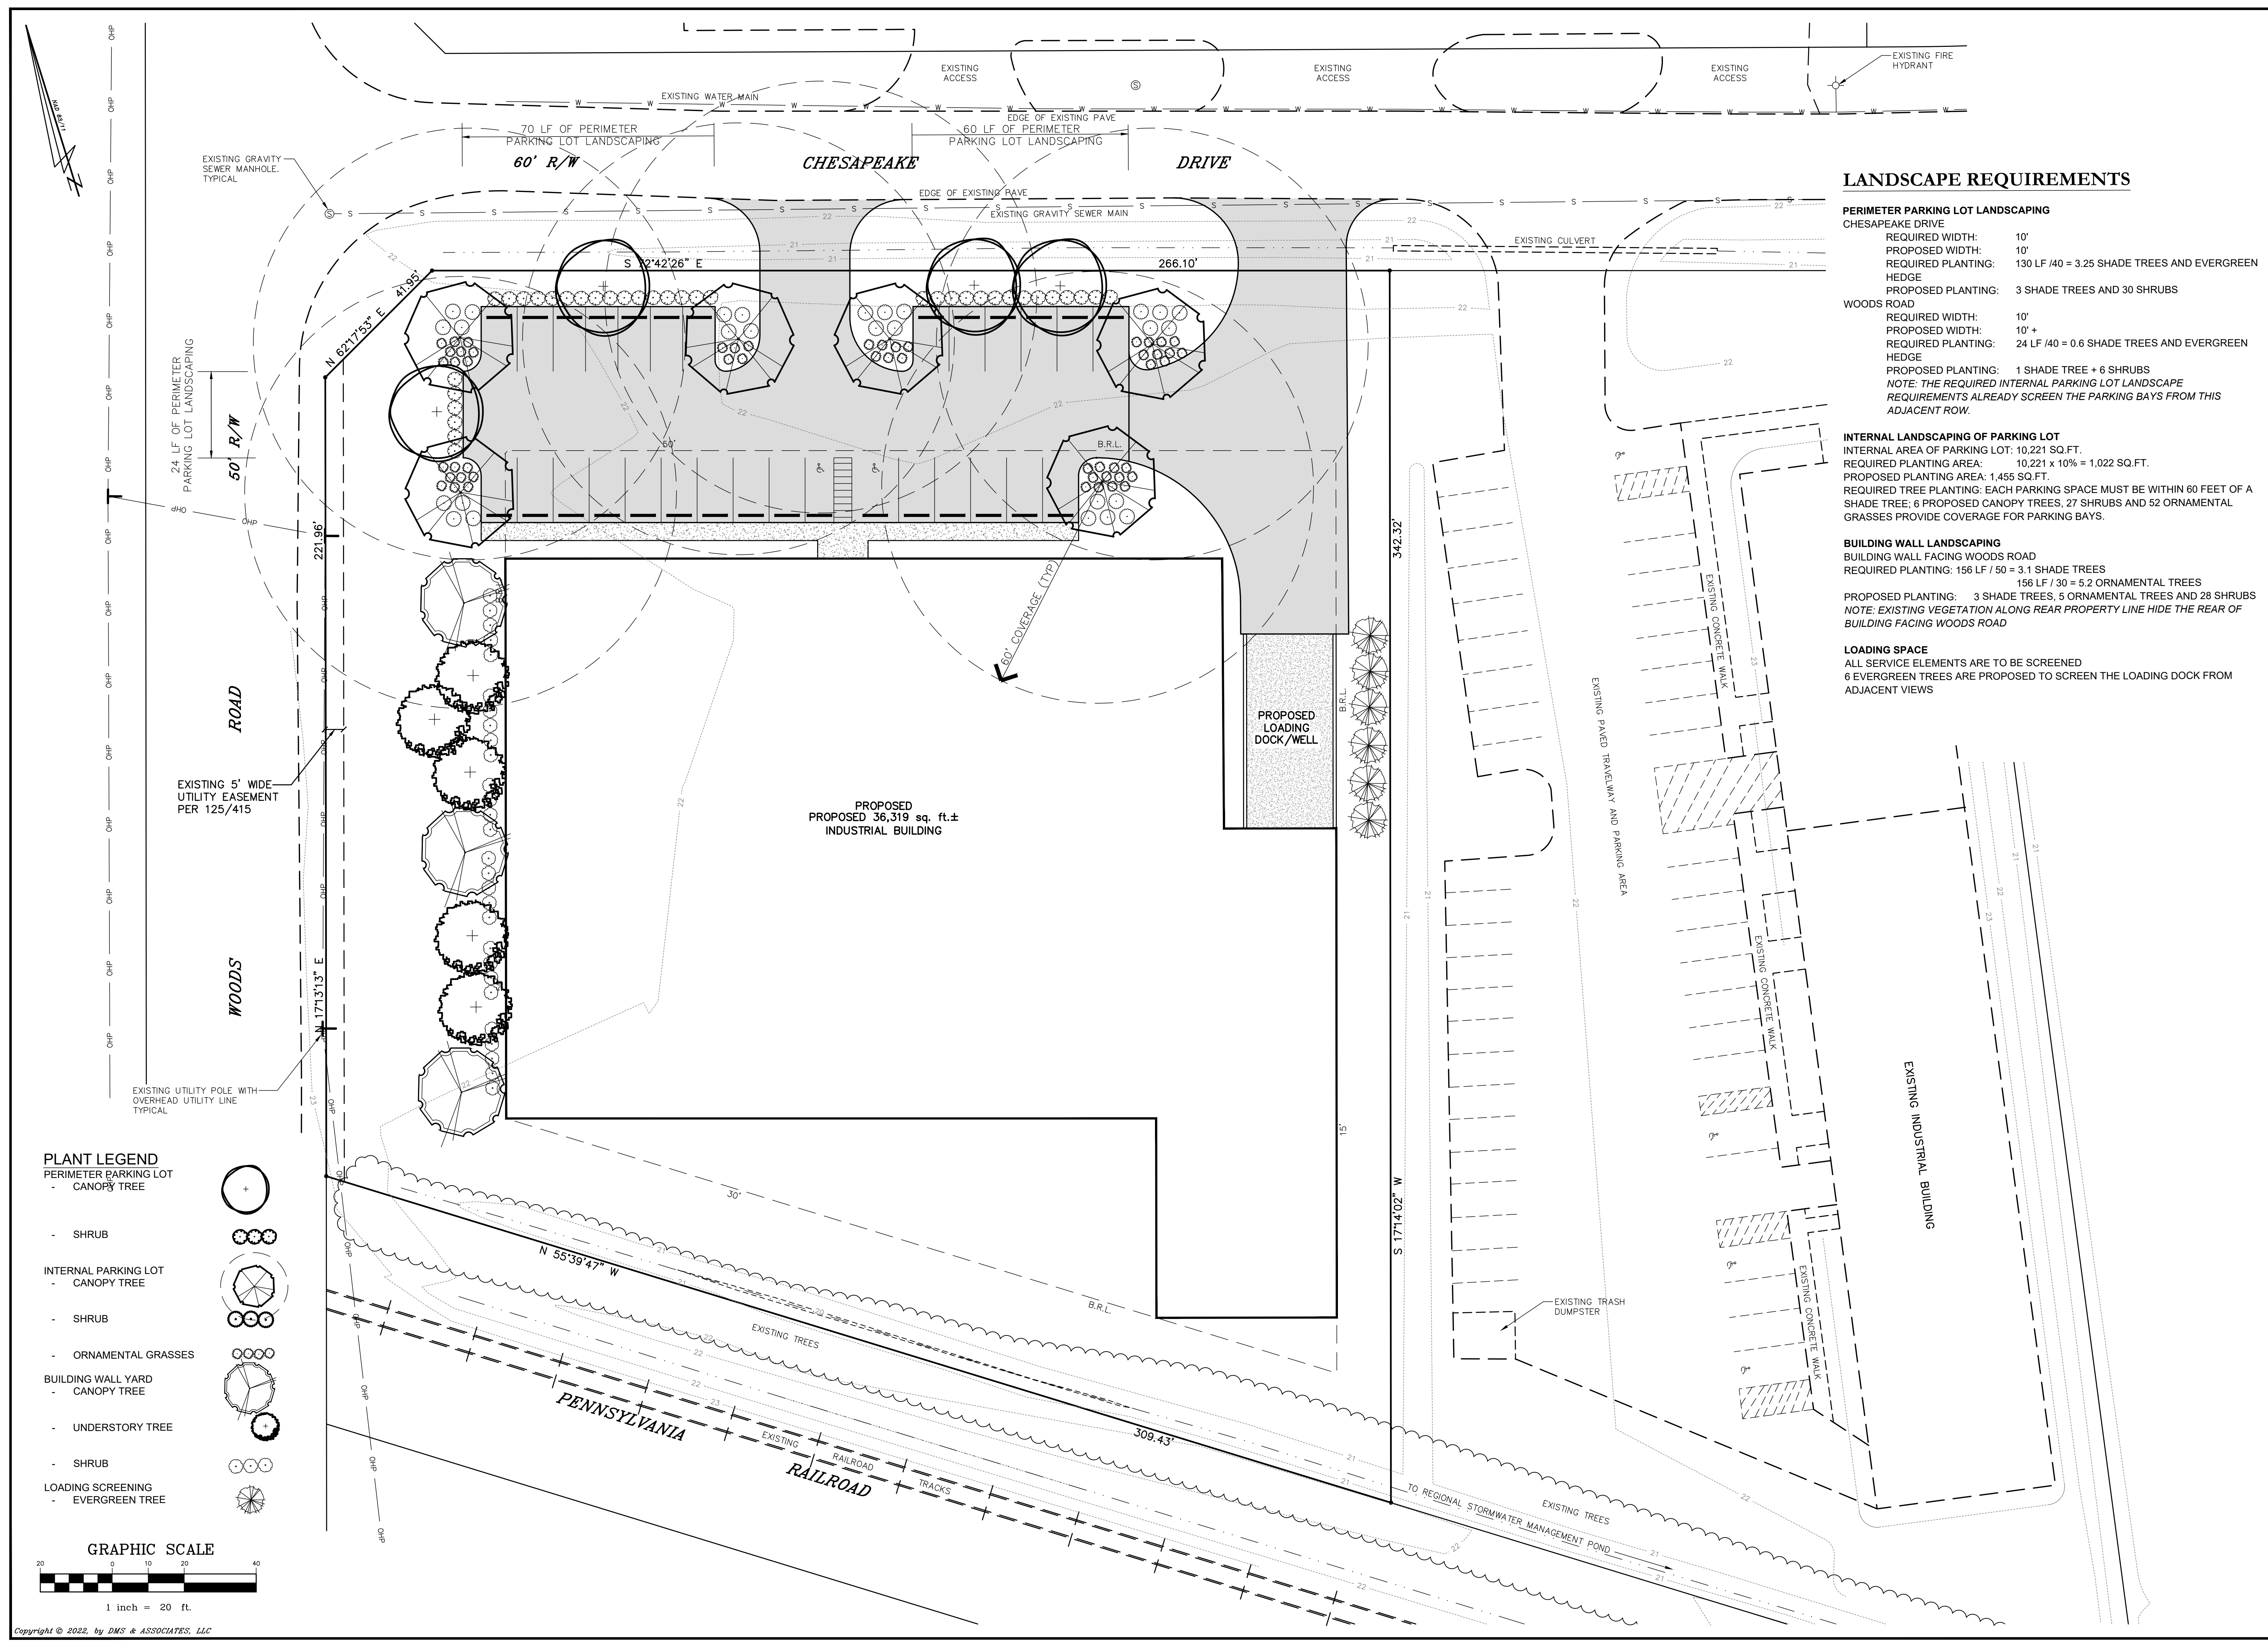 NAD 83/11
EXISTING WATER MAIN
EXISTING
ACCESS
EXISTING
ACCESS
EXISTING
ACCESS
EXISTING FIRE
HYDRANT
EDGE OF EXISTING PAVE
70 LF OF PERIMETER
PARKING LOT LANDSCAPING
60 LF OF PERIMETER
PARKING LOT LANDSCAPING
60' R/W
CHESAPEAKE
DRIVE
EXISTING GRAVITY
SEWER MANHOLE.
TYPICAL
EDGE OF EXISTING PAVE
EXISTING GRAVITY SEWER MAIN
EXISTING CULVERT
S 72°42'26" E
266.10'
N 62°17'53" E
41.95'
24 LF OF PERIMETER
PARKING LOT LANDSCAPING
50' R/W
50'
B.R.L.
221.96'
342.32'
60' COVERAGE (TYP)
ROAD
WOODS
EXISTING 5' WIDE
UTILITY EASEMENT
PER 125/415
PROPOSED
LOADING
DOCK/WELL
B.R.L.
PROPOSED
PROPOSED 36,319 sq. ft.±
INDUSTRIAL BUILDING
N 17°13'13" E
EXISTING UTILITY POLE WITH
OVERHEAD UTILITY LINE
TYPICAL
15'
30'
B.R.L.
S 17°14'02" W
N 55°39'47" W
309.43'
EXISTING TREES
PENNSYLVANIA
RAILROAD
EXISTING
RAILROAD
TRACKS
TO REGIONAL STORMWATER MANAGEMENT POND
EXISTING TREES
EXISTING TRASH
DUMPSTER
EXISTING PAVED TRAVELWAY AND PARKING AREA
EXISTING CONCRETE WALK
EXISTING CONCRETE WALK
EXISTING CONCRETE WALK
EXISTING INDUSTRIAL BUILDING
LANDSCAPE REQUIREMENTS
PERIMETER PARKING LOT LANDSCAPING
CHESAPEAKE DRIVE
REQUIRED WIDTH: 10'
PROPOSED WIDTH: 10'
REQUIRED PLANTING: 130 LF /40 = 3.25 SHADE TREES AND EVERGREEN
HEDGE
PROPOSED PLANTING: 3 SHADE TREES AND 30 SHRUBS
WOODS ROAD
REQUIRED WIDTH: 10'
PROPOSED WIDTH: 10' +
REQUIRED PLANTING: 24 LF /40 = 0.6 SHADE TREES AND EVERGREEN
HEDGE
PROPOSED PLANTING: 1 SHADE TREE + 6 SHRUBS
NOTE: THE REQUIRED INTERNAL PARKING LOT LANDSCAPE
REQUIREMENTS ALREADY SCREEN THE PARKING BAYS FROM THIS
ADJACENT ROW.
INTERNAL LANDSCAPING OF PARKING LOT
INTERNAL AREA OF PARKING LOT: 10,221 SQ.FT.
REQUIRED PLANTING AREA: 10,221 x 10% = 1,022 SQ.FT.
PROPOSED PLANTING AREA: 1,455 SQ.FT.
REQUIRED TREE PLANTING: EACH PARKING SPACE MUST BE WITHIN 60 FEET OF A
SHADE TREE; 6 PROPOSED CANOPY TREES, 27 SHRUBS AND 52 ORNAMENTAL
GRASSES PROVIDE COVERAGE FOR PARKING BAYS.
BUILDING WALL LANDSCAPING
BUILDING WALL FACING WOODS ROAD
REQUIRED PLANTING: 156 LF / 50 = 3.1 SHADE TREES
156 LF / 30 = 5.2 ORNAMENTAL TREES
PROPOSED PLANTING: 3 SHADE TREES, 5 ORNAMENTAL TREES AND 28 SHRUBS
NOTE: EXISTING VEGETATION ALONG REAR PROPERTY LINE HIDE THE REAR OF
BUILDING FACING WOODS ROAD
LOADING SPACE
ALL SERVICE ELEMENTS ARE TO BE SCREENED
6 EVERGREEN TREES ARE PROPOSED TO SCREEN THE LOADING DOCK FROM
ADJACENT VIEWS
PLANT LEGEND
PERIMETER PARKING LOT
- CANOPY TREE
- SHRUB
INTERNAL PARKING LOT
- CANOPY TREE
- SHRUB
- ORNAMENTAL GRASSES
BUILDING WALL YARD
- CANOPY TREE
- UNDERSTORY TREE
- SHRUB
LOADING SCREENING
- EVERGREEN TREE
GRAPHIC SCALE
20 0 10 20 40
1 inch = 20 ft.
Copyright © 2022, by DMS & ASSOCIATES, LLC